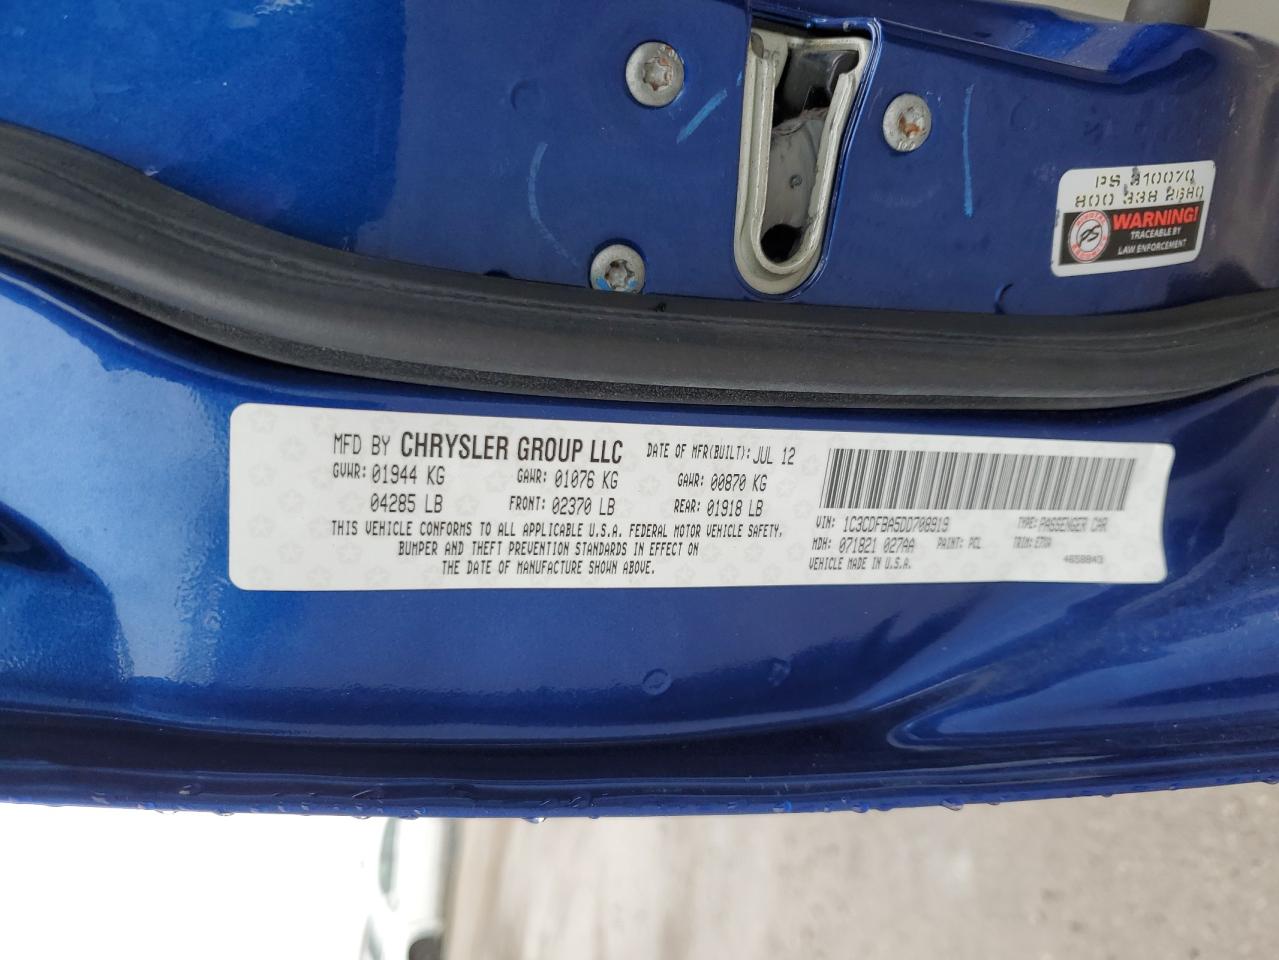 PS 310070
800 338 2680
PS
WARNING!
TRACEABLE BY
LAW ENFORCEMENT
MFD BY CHRYSLER GROUP LLC DATE OF MFR(BUILT): JUL 12
GVWR: 01944 KG GAWR: 01076 KG GAWR: 00870 KG
04285 LB FRONT: 02370 LB REAR: 01918 LB
THIS VEHICLE CONFORMS TO ALL APPLICABLE U.S.A. FEDERAL MOTOR VEHICLE SAFETY,
BUMPER AND THEFT PREVENTION STANDARDS IN EFFECT ON
THE DATE OF MANUFACTURE SHOWN ABOVE.
VIN: 1C3CDFBA5DD708919 TYPE: PASSENGER CAR
MDH: 071821 027AA PAINT: PCL TRIM:
VEHICLE MADE IN U.S.A. 4658843